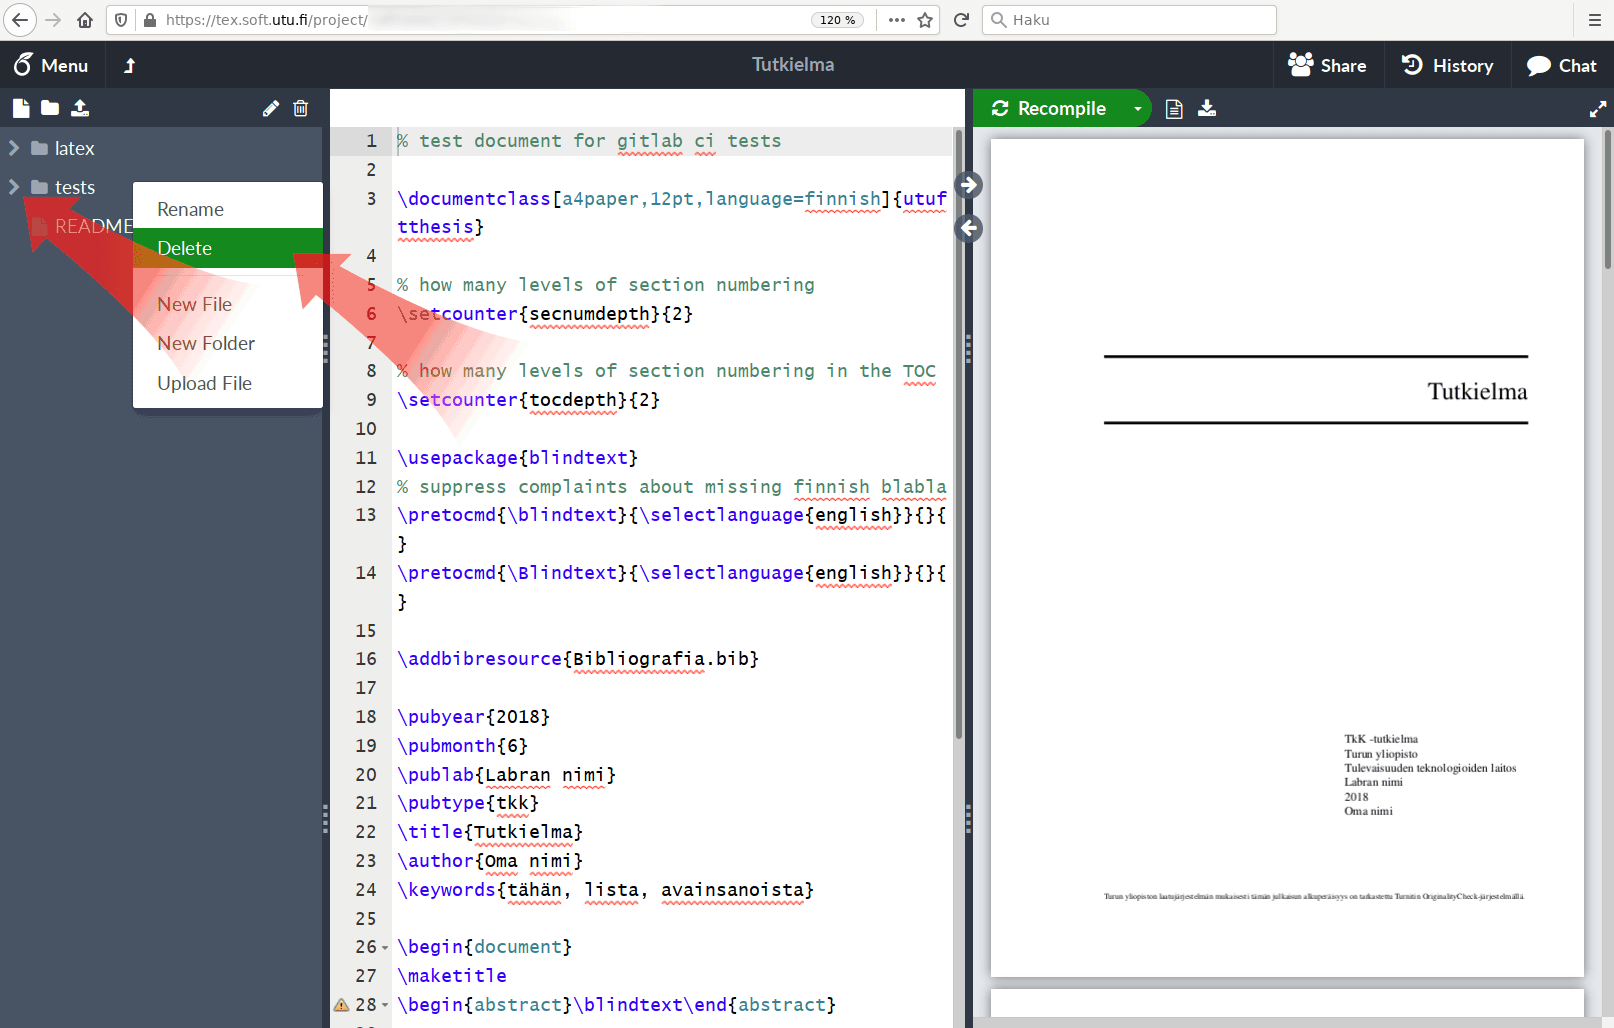 https://tex.soft.utu.fi/project/
120 %
Haku
Menu
Tutkielma
Share
History
Chat
Recompile
latex
tests
README
Rename
Delete
New File
New Folder
Upload File
1 % test document for gitlab ci tests
2
3 \documentclass[a4paper,12pt,language=finnish]{utuf
tthesis}
4
5 % how many levels of section numbering
6 \setcounter{secnumdepth}{2}
7
8 % how many levels of section numbering in the TOC
9 \setcounter{tocdepth}{2}
10
11 \usepackage{blindtext}
12 % suppress complaints about missing finnish blabla
13 \pretocmd{\blindtext}{\selectlanguage{english}}{}{
}
14 \pretocmd{\Blindtext}{\selectlanguage{english}}{}{
}
15
16 \addbibresource{Bibliografia.bib}
17
18 \pubyear{2018}
19 \pubmonth{6}
20 \publab{Labran nimi}
21 \pubtype{tkk}
22 \title{Tutkielma}
23 \author{Oma nimi}
24 \keywords{tähän, lista, avainsanoista}
25
26 \begin{document}
27 \maketitle
28 \begin{abstract}\blindtext\end{abstract}
Tutkielma
TkK -tutkielma
Turun yliopisto
Tulevaisuuden teknologioiden laitos
Labran nimi
2018
Oma nimi
Turun yliopiston laatujärjestelmän mukaisesti tämän julkaisun alkuperäisyys on tarkastettu Turnitin OriginalityCheck-järjestelmällä